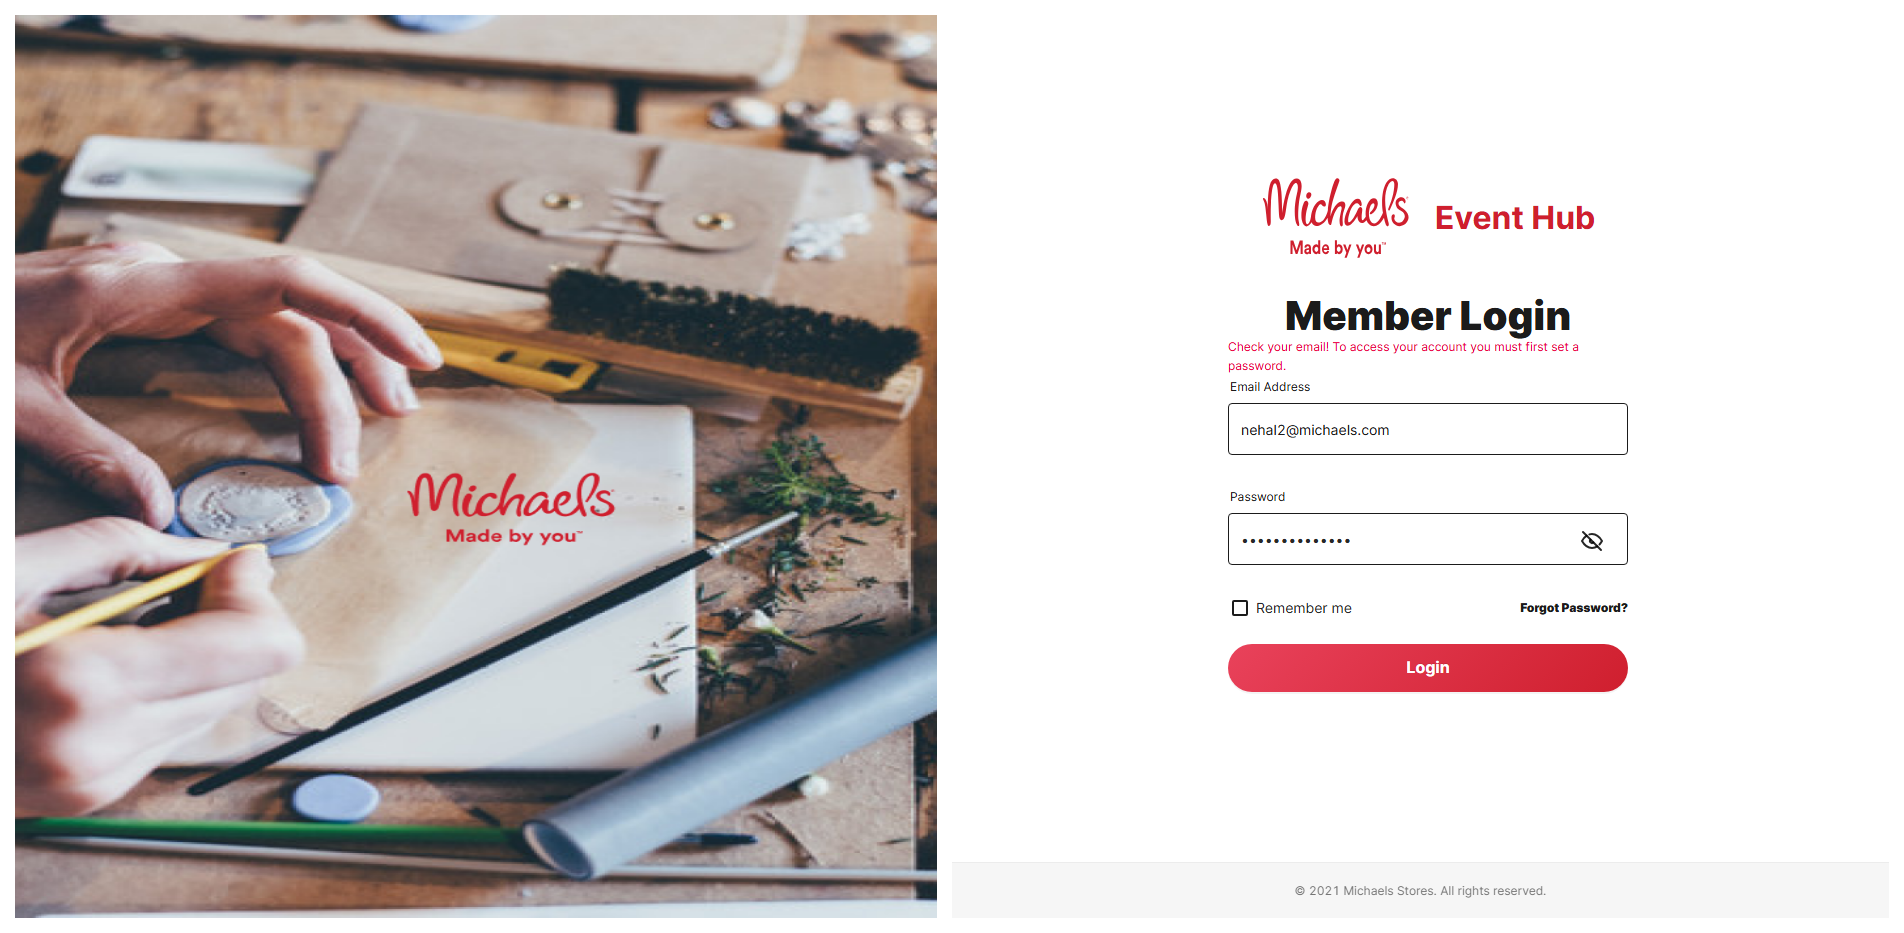 Michaels
Made by you™
Michaels
Made by you™
Event Hub
Member Login
Check your email! To access your account you must first set a
password.
Email Address
nehal2@michaels.com
Password
••••••••••••••
Remember me
Forgot Password?
Login
© 2021 Michaels Stores. All rights reserved.